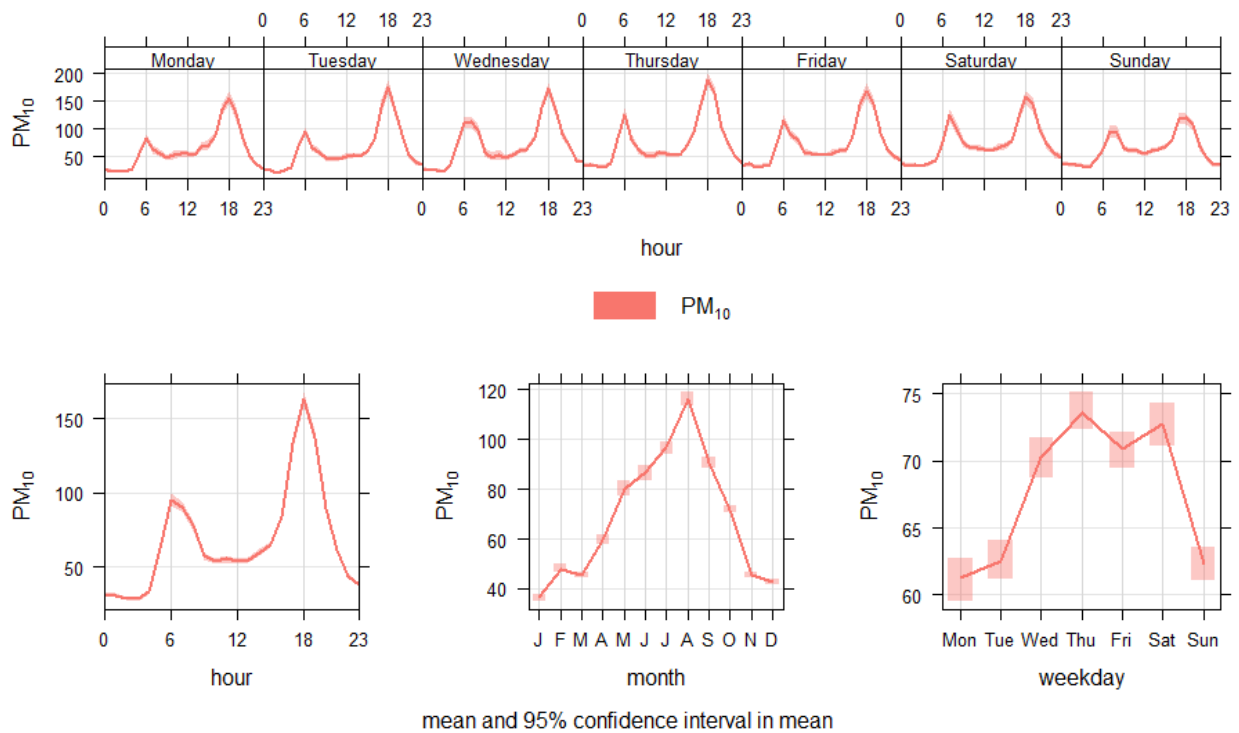 0 6 12 18 23 0 6 12 18 23 0 6 12 18 23
Monday Tuesday Wednesday Thursday Friday Saturday Sunday
200
150
100
50
PM₁₀
0 6 12 18 23 0 6 12 18 23 0 6 12 18 23 0 6 12 18 23
hour
PM₁₀
150
100
50
PM₁₀
0 6 12 18 23
hour
120
100
80
60
40
PM₁₀
J F M A M J J A S O N D
month
75
70
65
60
PM₁₀
Mon Tue Wed Thu Fri Sat Sun
weekday
mean and 95% confidence interval in mean